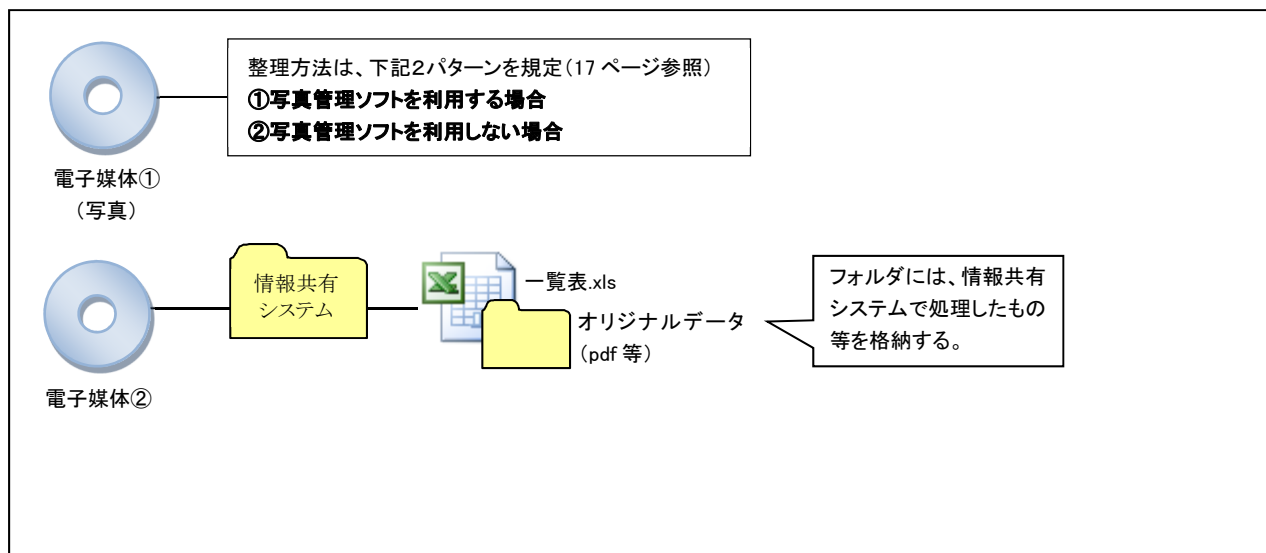 整理方法は、下記２パターンを規定(17 ページ参照)
①写真管理ソフトを利用する場合
②写真管理ソフトを利用しない場合
電子媒体①
(写真)
情報共有
システム
一覧表.xls
オリジナルデータ
(pdf 等)
フォルダには、情報共有
システムで処理したもの
等を格納する。
電子媒体②